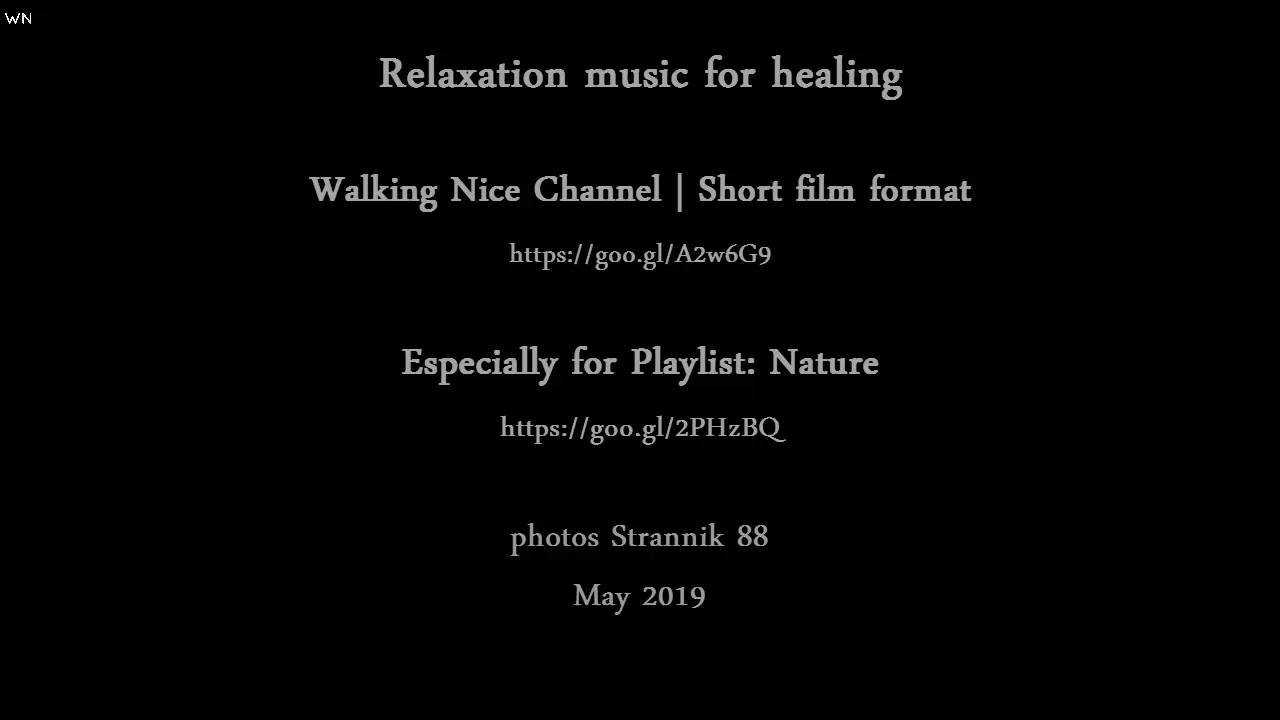 WN
Relaxation music for healing
Walking Nice Channel | Short film format
https://goo.gl/A2w6G9
Especially for Playlist: Nature
https://goo.gl/2PHzBQ
photos Strannik 88
May 2019